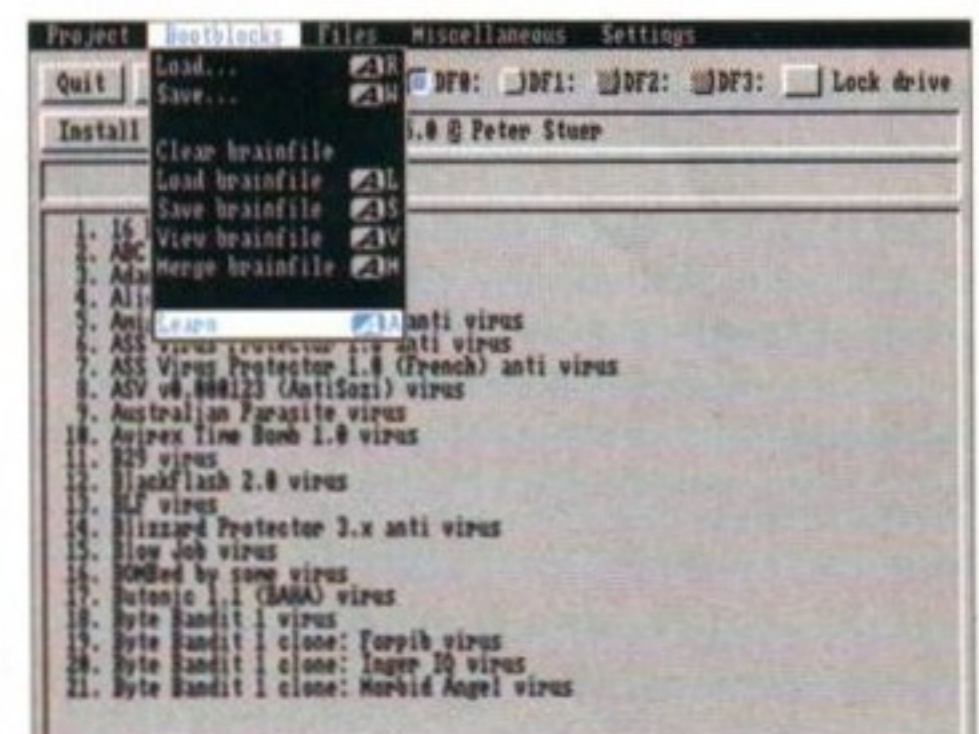 Project Bootblocks Files Miscellaneous Settings
Quit DF0: DF1: DF2: DF3: Lock drive
Install .0 © Peter Stuer
Load... R
Save... W
Clear brainfile
Load brainfile L
Save brainfile S
View brainfile V
Merge brainfile M
Learn A
1. 16
2. ABC
3. Ada
4. Ali
5. Ami anti virus
6. ASS Virus Protector 1.0 anti virus
7. ASS Virus Protector 1.0 (French) anti virus
8. ASV v0.000123 (AntiSozi) virus
9. Australian Parasite virus
10. Avirex Time Bomb 1.0 virus
11. B29 virus
12. Blackflash 2.0 virus
13. BLF virus
14. Blizzard Protector 3.x anti virus
15. Blow Job virus
16. BOMBed by some virus
17. Butonic 1.1 (BAHA) virus
18. Byte Bandit 1 virus
19. Byte Bandit 1 clone: Forpib virus
20. Byte Bandit 1 clone: Inger IQ virus
21. Byte Bandit 1 clone: Morbid Angel virus